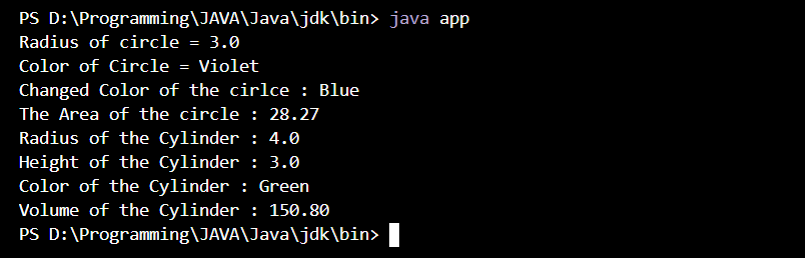 PS D:\Programming\JAVA\Java\jdk\bin> java app
Radius of circle = 3.0
Color of Circle = Violet
Changed Color of the cirlce : Blue
The Area of the circle : 28.27
Radius of the Cylinder : 4.0
Height of the Cylinder : 3.0
Color of the Cylinder : Green
Volume of the Cylinder : 150.80
PS D:\Programming\JAVA\Java\jdk\bin>